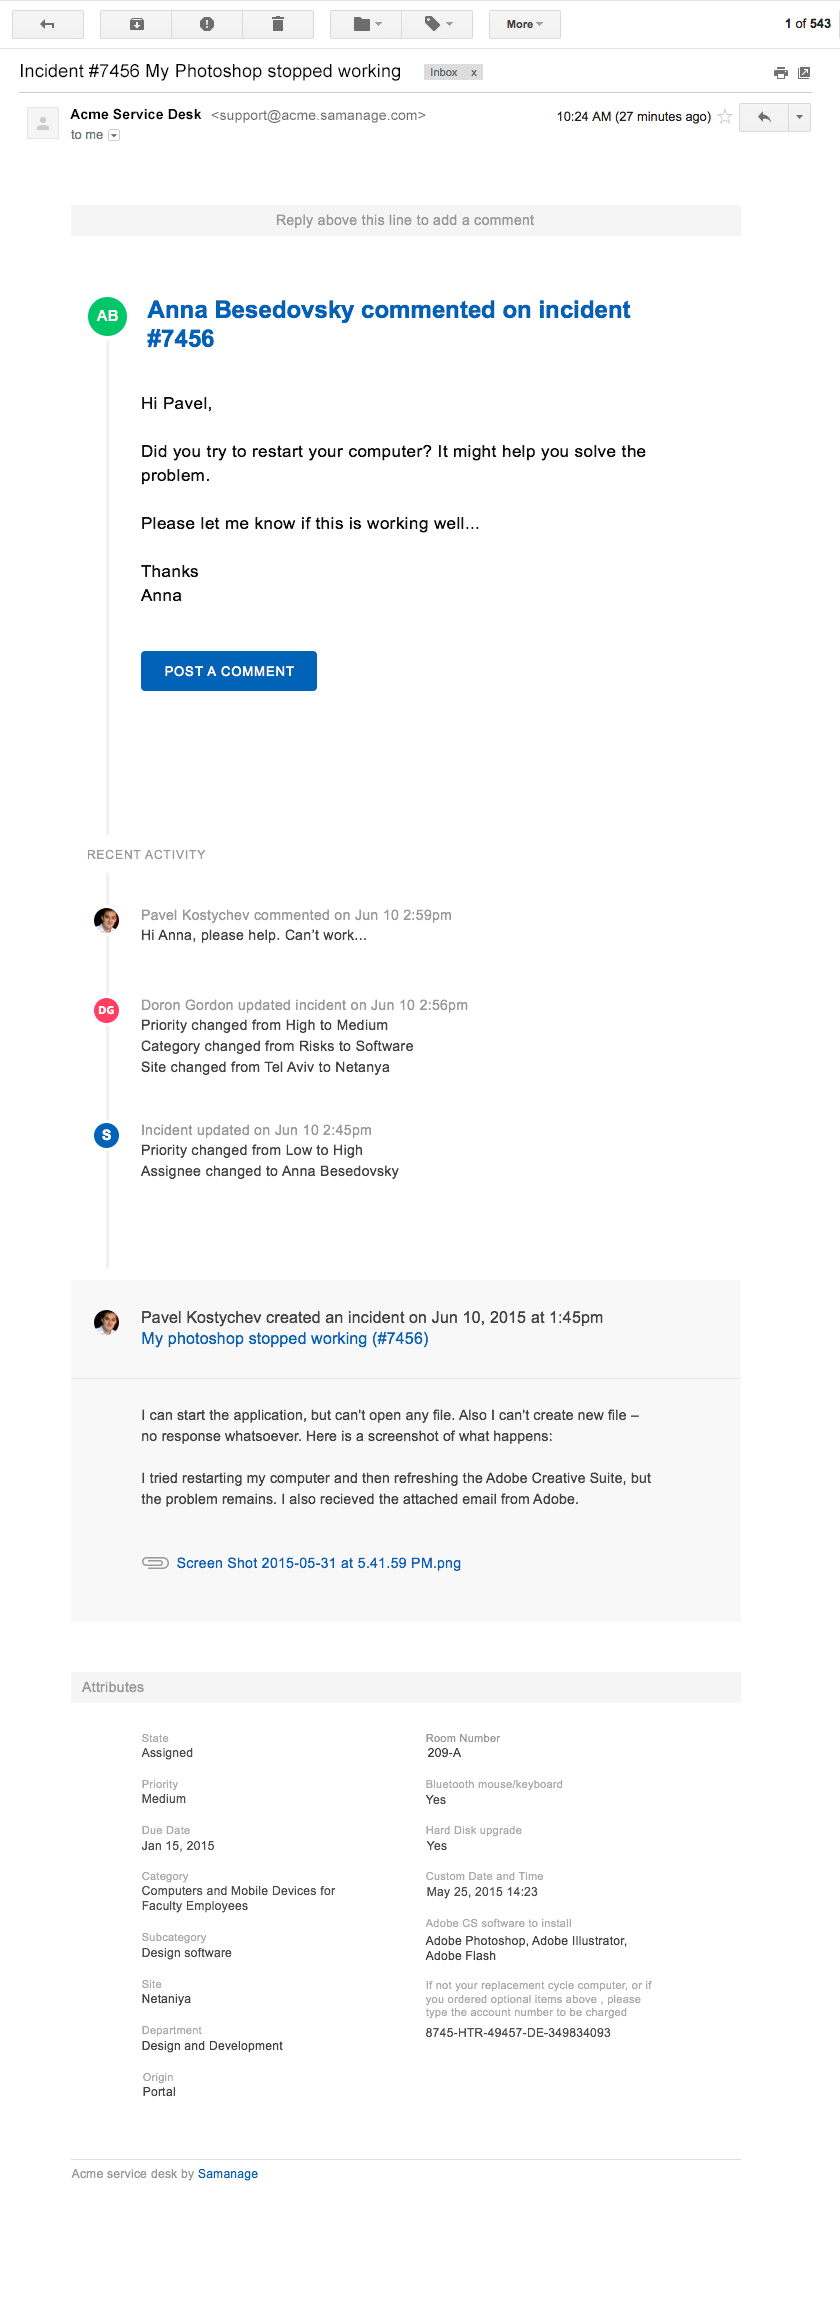 More
1 of 543
Incident #7456 My Photoshop stopped working
Inbox x
Acme Service Desk <support@acme.samanage.com>
10:24 AM (27 minutes ago)
to me
Reply above this line to add a comment
AB
Anna Besedovsky commented on incident
#7456
Hi Pavel,
Did you try to restart your computer? It might help you solve the
problem.
Please let me know if this is working well...
Thanks
Anna
POST A COMMENT
RECENT ACTIVITY
Pavel Kostychev commented on Jun 10 2:59pm
Hi Anna, please help. Can't work...
DG
Doron Gordon updated incident on Jun 10 2:56pm
Priority changed from High to Medium
Category changed from Risks to Software
Site changed from Tel Aviv to Netanya
S
Incident updated on Jun 10 2:45pm
Priority changed from Low to High
Assignee changed to Anna Besedovsky
Pavel Kostychev created an incident on Jun 10, 2015 at 1:45pm
My photoshop stopped working (#7456)
I can start the application, but can't open any file. Also I can't create new file –
no response whatsoever. Here is a screenshot of what happens:
I tried restarting my computer and then refreshing the Adobe Creative Suite, but
the problem remains. I also recieved the attached email from Adobe.
Screen Shot 2015-05-31 at 5.41.59 PM.png
Attributes
State
Assigned
Priority
Medium
Due Date
Jan 15, 2015
Category
Computers and Mobile Devices for
Faculty Employees
Subcategory
Design software
Site
Netaniya
Department
Design and Development
Origin
Portal
Room Number
209-A
Bluetooth mouse/keyboard
Yes
Hard Disk upgrade
Yes
Custom Date and Time
May 25, 2015 14:23
Adobe CS software to install
Adobe Photoshop, Adobe Illustrator,
Adobe Flash
If not your replacement cycle computer, or if
you ordered optional items above , please
type the account number to be charged
8745-HTR-49457-DE-349834093
Acme service desk by Samanage